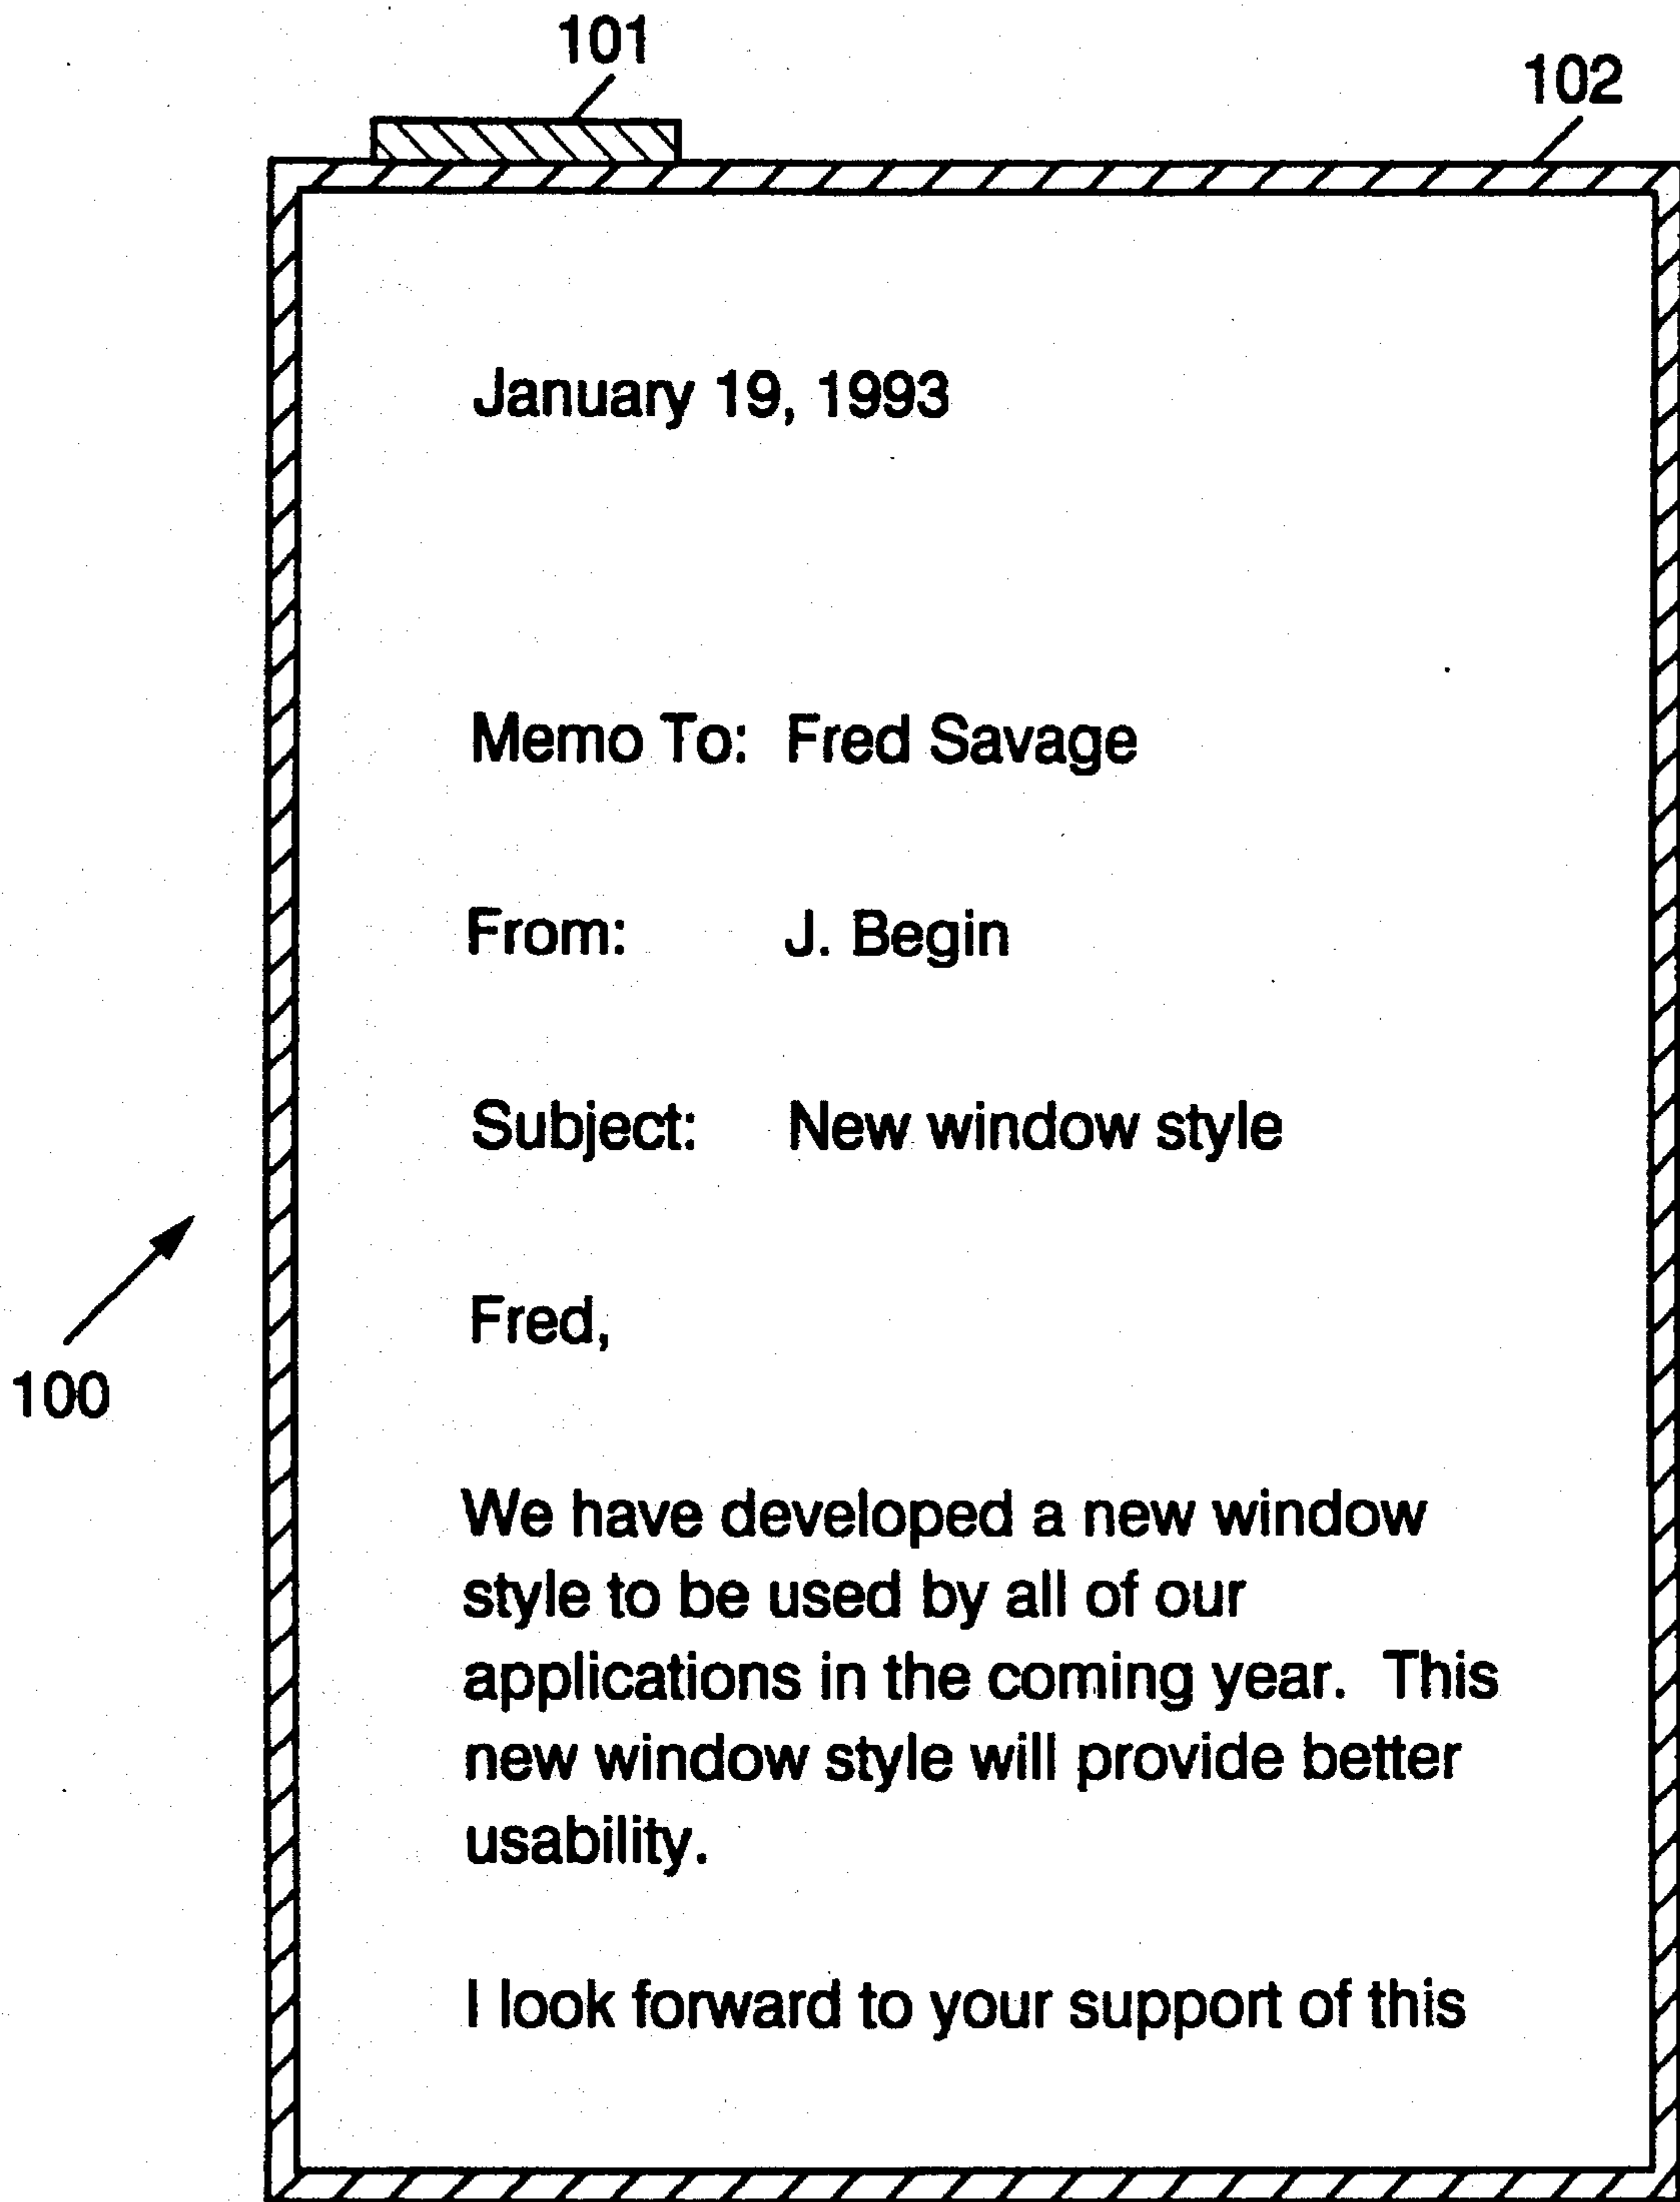 101
102
January 19, 1993
Memo To: Fred Savage
From: J. Begin
Subject: New window style
Fred,
100
We have developed a new window
style to be used by all of our
applications in the coming year. This
new window style will provide better
usability.
I look forward to your support of this